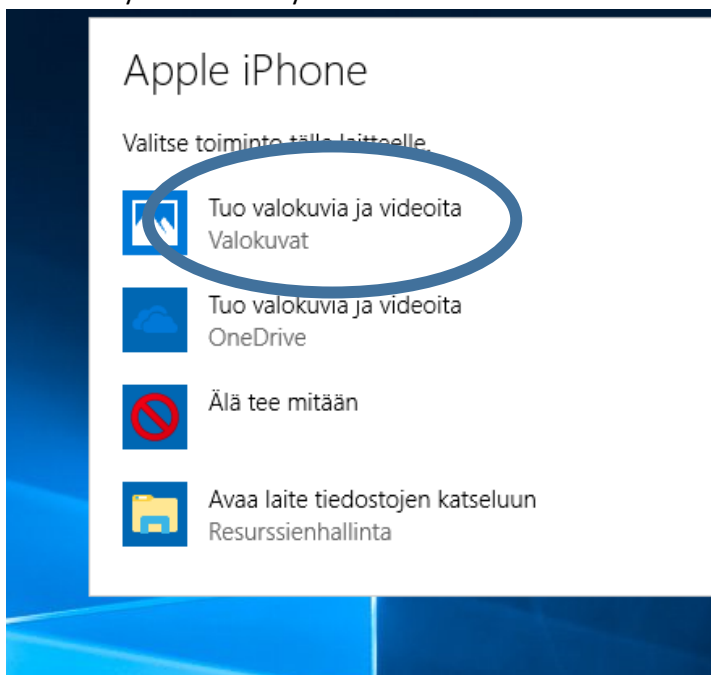 Apple iPhone
Valitse toiminto tälle laitteelle.
Tuo valokuvia ja videoita
Valokuvat
Tuo valokuvia ja videoita
OneDrive
Älä tee mitään
Avaa laite tiedostojen katseluun
Resurssienhallinta